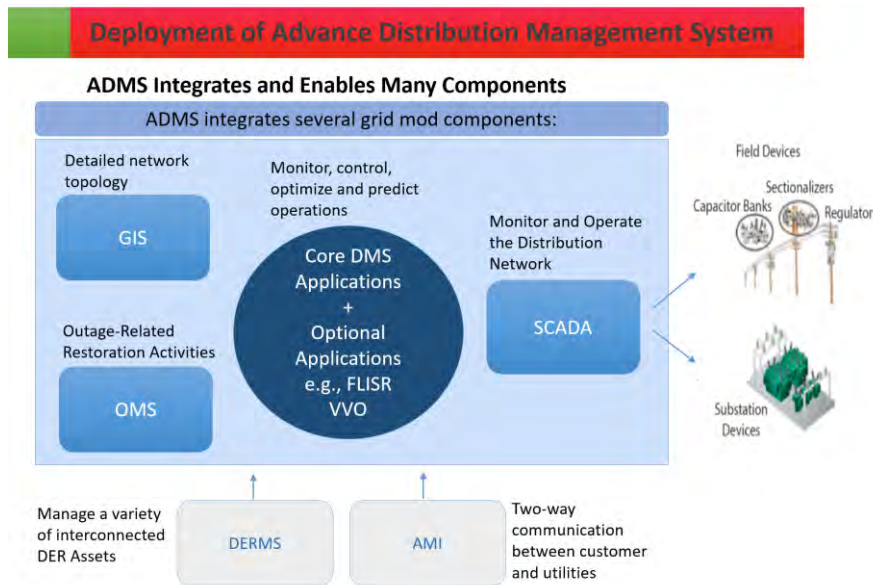 Deployment of Advance Distribution Management System
ADMS Integrates and Enables Many Components
ADMS integrates several grid mod components:
Detailed network
topology
GIS
Outage-Related
Restoration Activities
OMS
Monitor, control,
optimize and predict
operations
Core DMS
Applications
+
Optional
Applications
e.g., FLISR
VVO
Monitor and Operate
the Distribution
Network
SCADA
Field Devices
Sectionalizers
Capacitor Banks
Regulator
Substation
Devices
Manage a variety
of interconnected
DER Assets
DERMS
AMI
Two-way
communication
between customer
and utilities